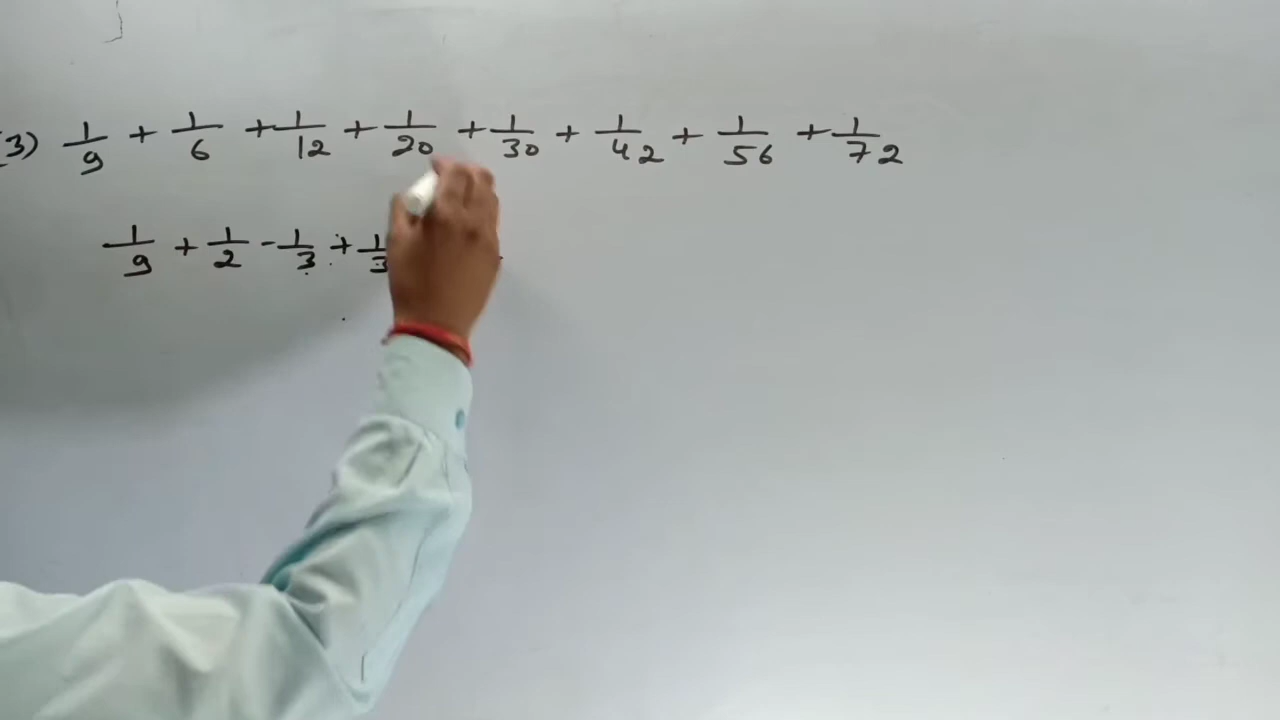 (3) 1/9 + 1/6 + 1/12 + 1/20 + 1/30 + 1/42 + 1/56 + 1/72
1/9 + 1/2 - 1/3 + 1/3